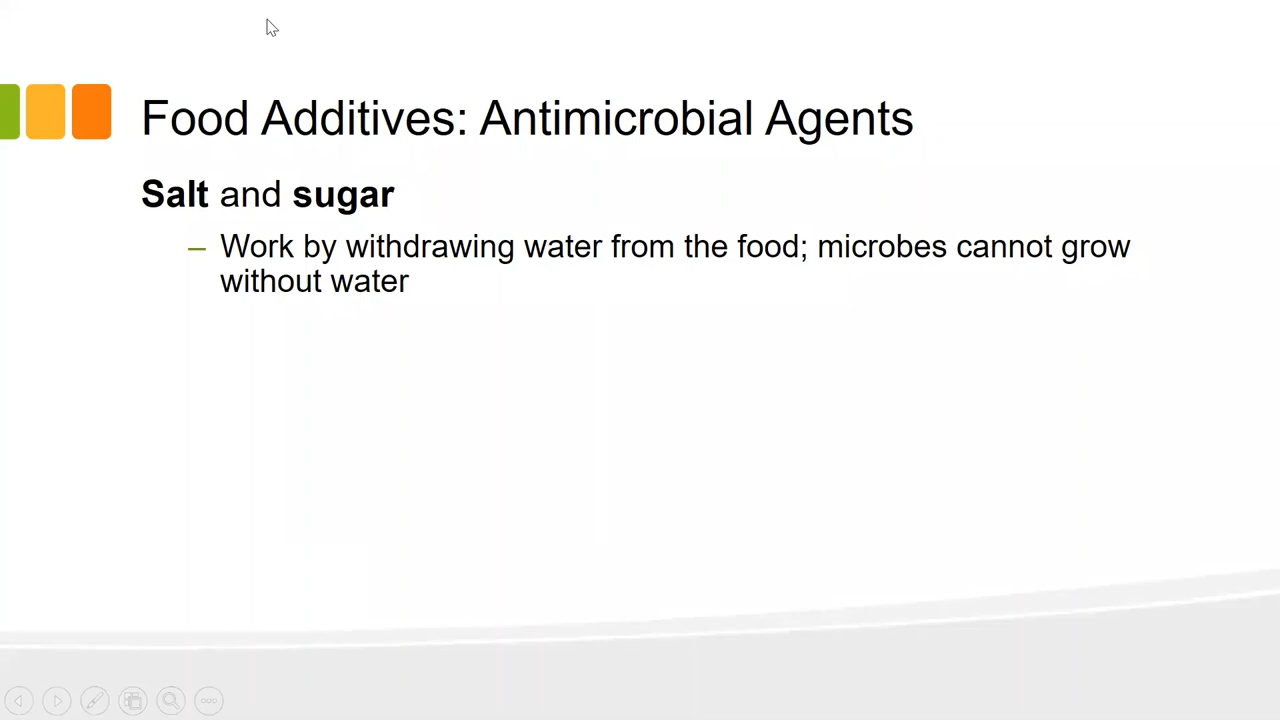 Food Additives: Antimicrobial Agents
Salt and sugar
– Work by withdrawing water from the food; microbes cannot grow
without water